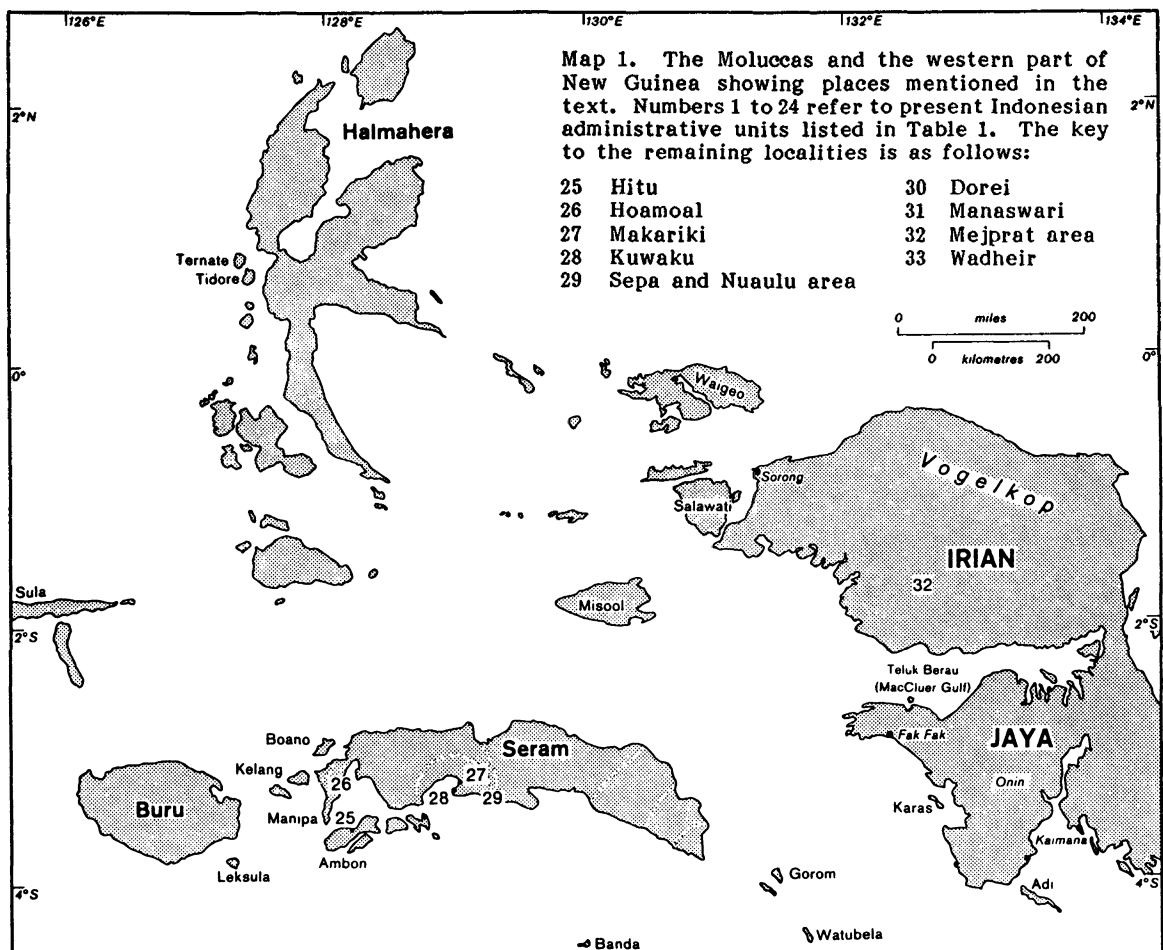 126°E
128°E
130°E
132°E
134°E
Map 1. The Moluccas and the western part of
New Guinea showing places mentioned in the
text. Numbers 1 to 24 refer to present Indonesian
administrative units listed in Table 1. The key
to the remaining localities is as follows:
25 Hitu
26 Hoamoal
27 Makariki
28 Kuwaku
29 Sepa and Nuaulu area
30 Dorei
31 Manaswari
32 Mejprat area
33 Wadheir
0 miles 200
0 kilometres 200
2°N
2°N
Halmahera
Ternate
Tidore
0°
0°
Waigeo
Sorong
Vogelkop
Salawati
IRIAN
32
Sula
Misool
2°S
2°S
Teluk Berau
(MacCluer Gulf)
Fak Fak
JAYA
Boano
Seram
Kelang
26
27
28
29
Onin
Buru
Manipa
25
Karas
Kaimana
Ambon
Leksula
4°S
4°S
Gorom
Adi
Watubela
Banda